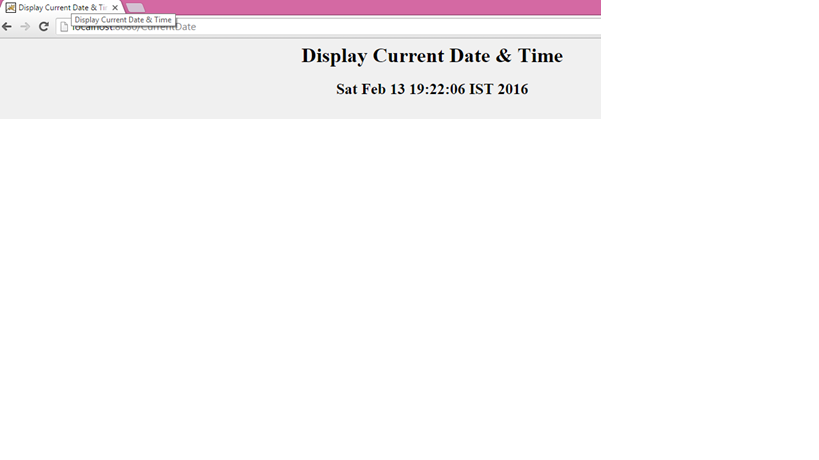 Display Current Date & Ti
Display Current Date & Time
localhost:8080/CurrentDate
Display Current Date & Time
Sat Feb 13 19:22:06 IST 2016